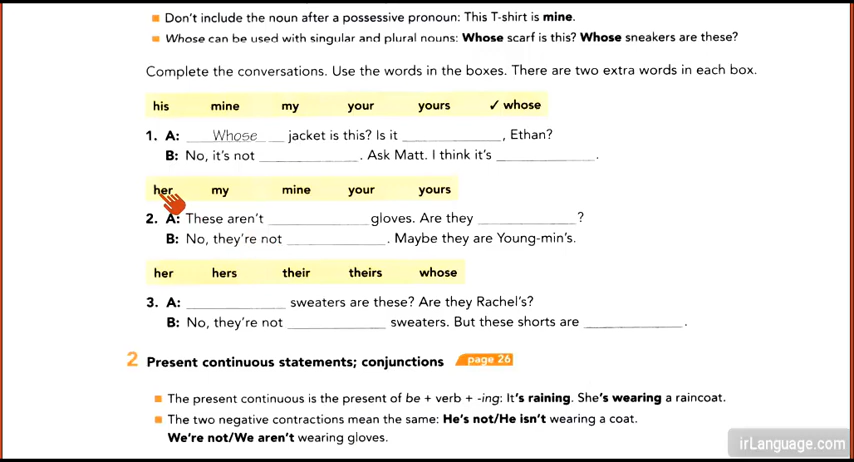 Don't include the noun after a possessive pronoun: This T-shirt is mine.
Whose can be used with singular and plural nouns: Whose scarf is this? Whose sneakers are these?
Complete the conversations. Use the words in the boxes. There are two extra words in each box.
his mine my your yours ✓ whose
1. A: Whose jacket is this? Is it ____________, Ethan?
B: No, it's not ____________. Ask Matt. I think it's ____________.
her my mine your yours
2. A: These aren't ____________ gloves. Are they ____________?
B: No, they're not ____________. Maybe they are Young-min's.
her hers their theirs whose
3. A: ____________ sweaters are these? Are they Rachel's?
B: No, they're not ____________ sweaters. But these shorts are ____________.
2 Present continuous statements; conjunctions page 26
The present continuous is the present of be + verb + -ing: It's raining. She's wearing a raincoat.
The two negative contractions mean the same: He's not/He isn't wearing a coat.
We're not/We aren't wearing gloves.
irLanguage.com